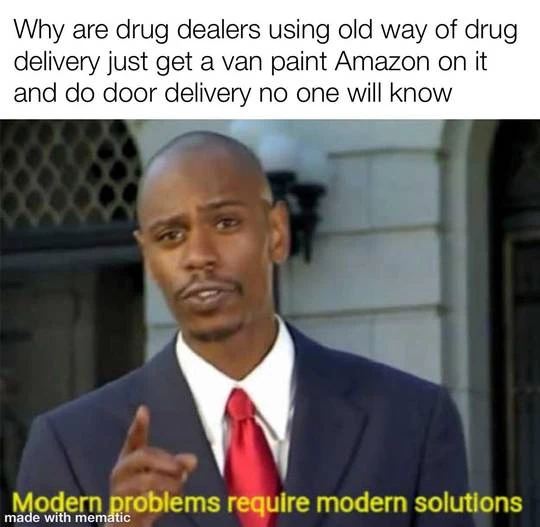 Why are drug dealers using old way of drug
delivery just get a van paint Amazon on it
and do door delivery no one will know
Modern problems require modern solutions
made with mematic